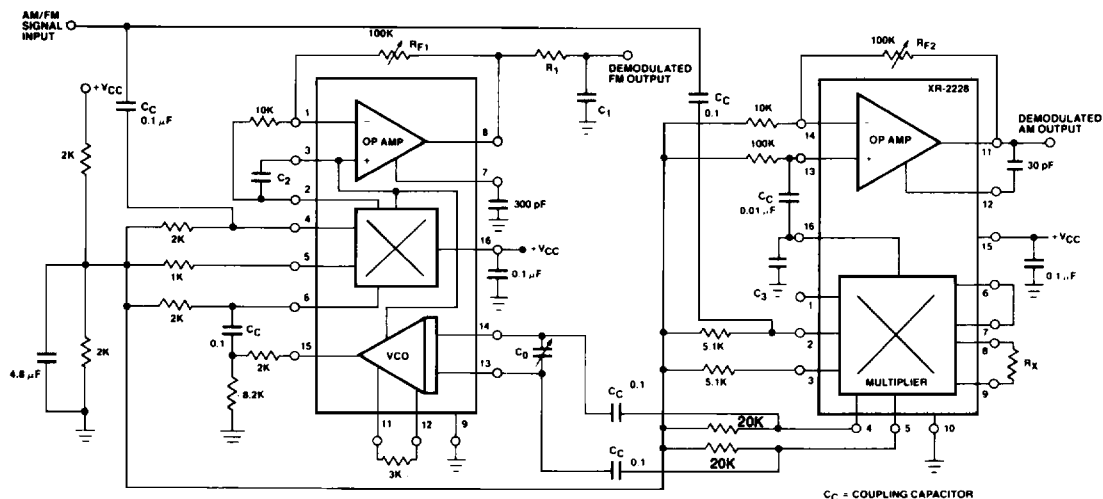 AM/FM
SIGNAL
INPUT
+VCC
CC
0.1 µF
2K
100K
RF1
R1
DEMODULATED
FM OUTPUT
C1
10K
1
OP AMP
8
3
C2
2
7
300 pF
4
2K
16
+VCC
5
1K
0.1 µF
6
2K
CC
0.1
15
2K
VCO
14
13
CO
4.8 µF
2K
8.2K
11
12
9
3K
CC
0.1
100K
RF2
XR-2228
10K
14
OP AMP
DEMODULATED
AM OUTPUT
11
30 pF
12
100K
13
CC
0.01 µF
16
15
+VCC
0.1 µF
C3
1
6
7
5.1K
2
8
RX
5.1K
3
MULTIPLIER
9
CC
0.1
20K
4
5
10
CC
0.1
20K
CC = COUPLING CAPACITOR